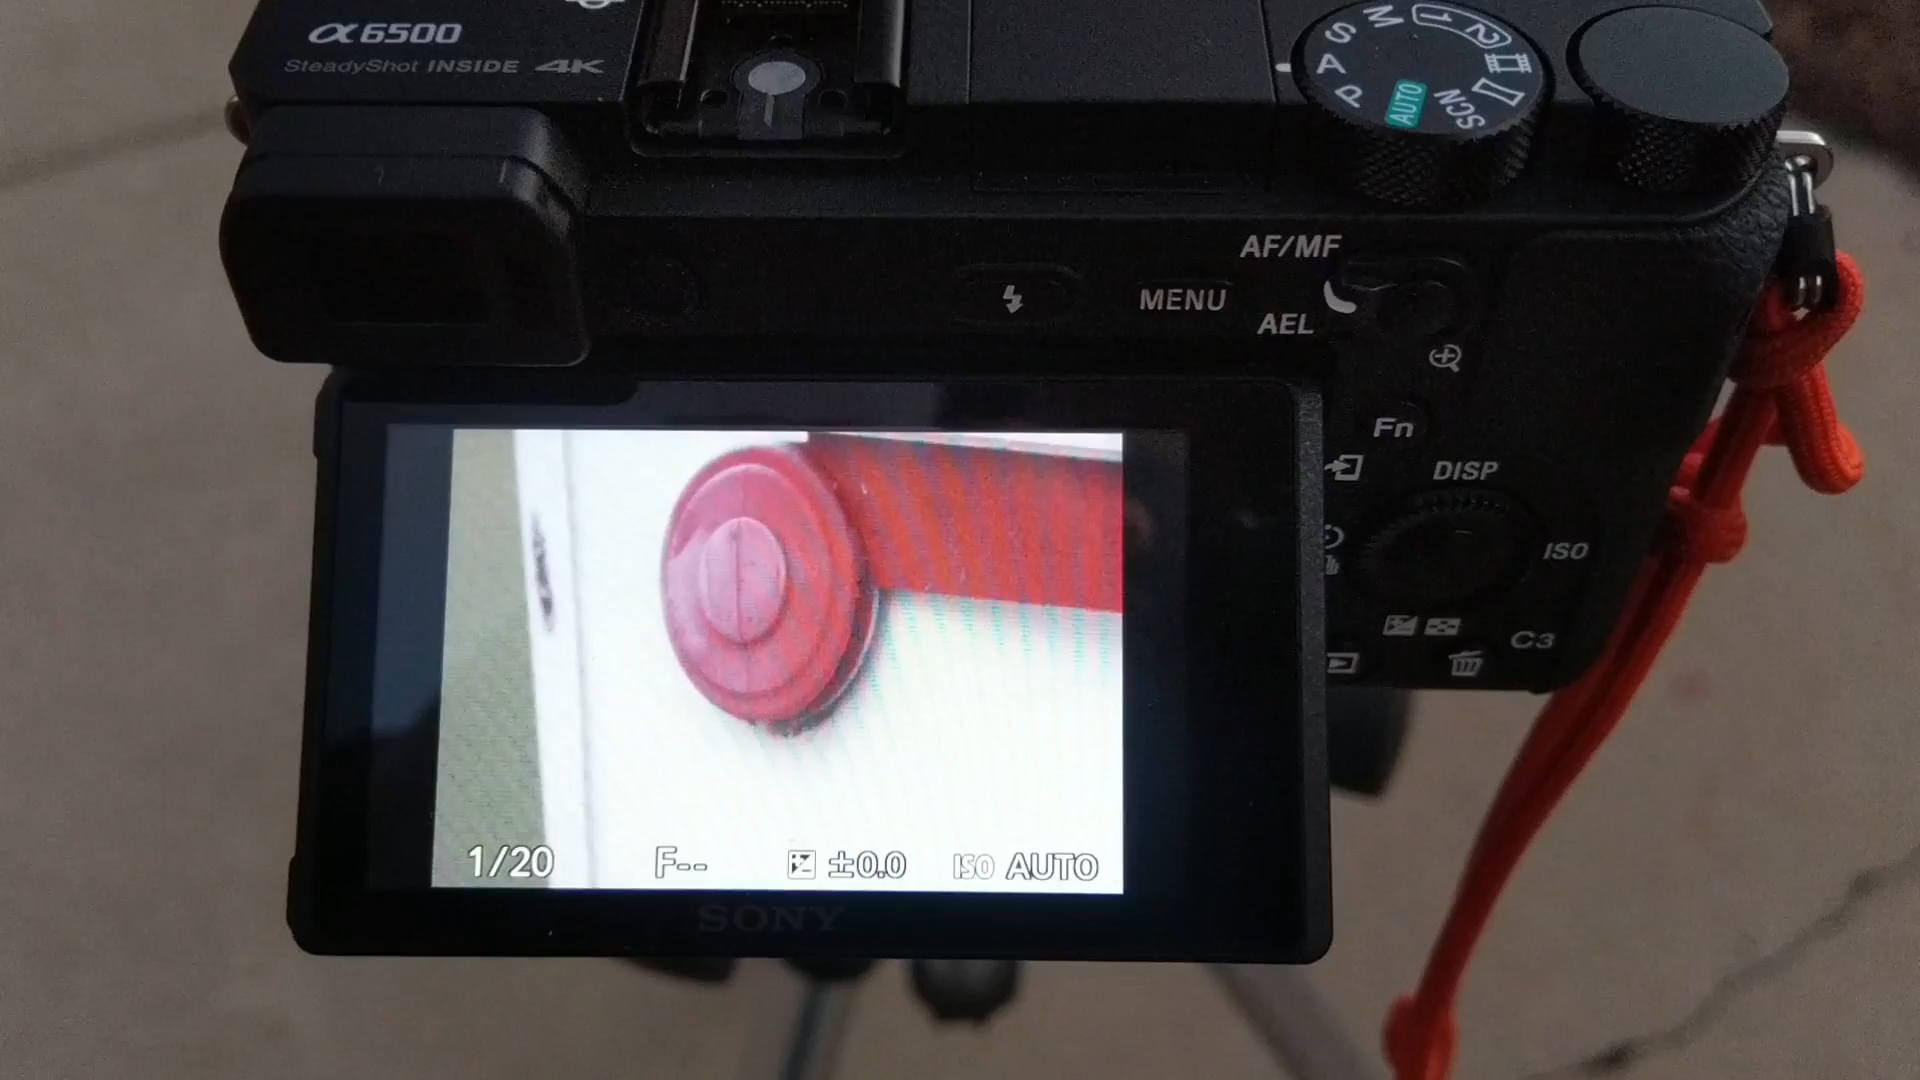 α6500
SteadyShot INSIDE 4K
M
1
2
S
A
P
AUTO
SCN
AF/MF
MENU
AEL
Fn
DISP
ISO
C3
1/20 F-- ±0.0 ISO AUTO
SONY